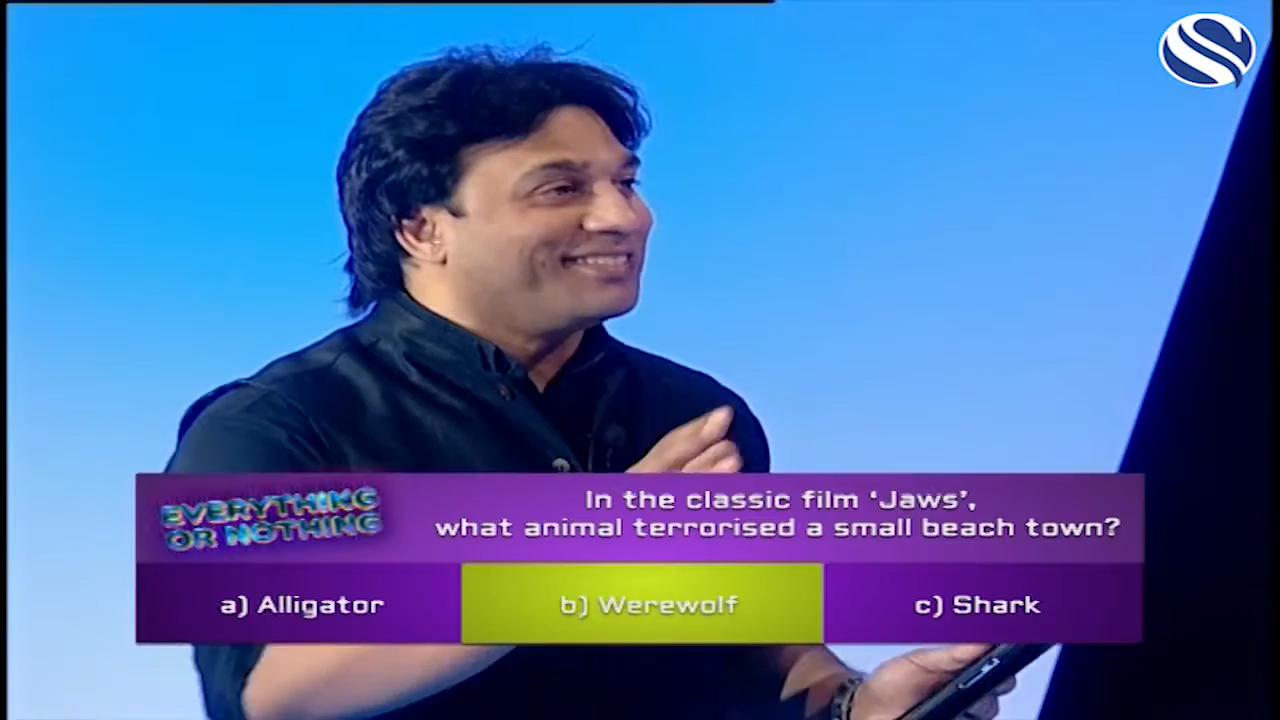 EVERYTHING
OR NOTHING
In the classic film ‘Jaws’,
what animal terrorised a small beach town?
a) Alligator
b) Werewolf
c) Shark